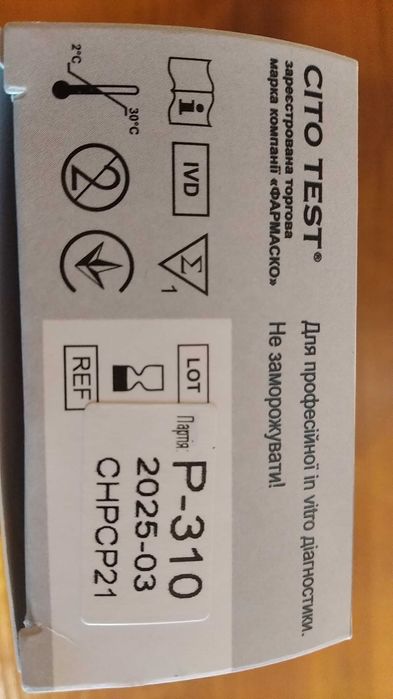 CITO TEST®
зареєстрована торгова
марка компанії «ФАРМАСКО»
Для професійної in vitro діагностики.
Не заморожувати!
i
IVD
Σ
1
2°C
30°C
2
LOT
REF
Партія:
P-310
2025-03
CHPCP21